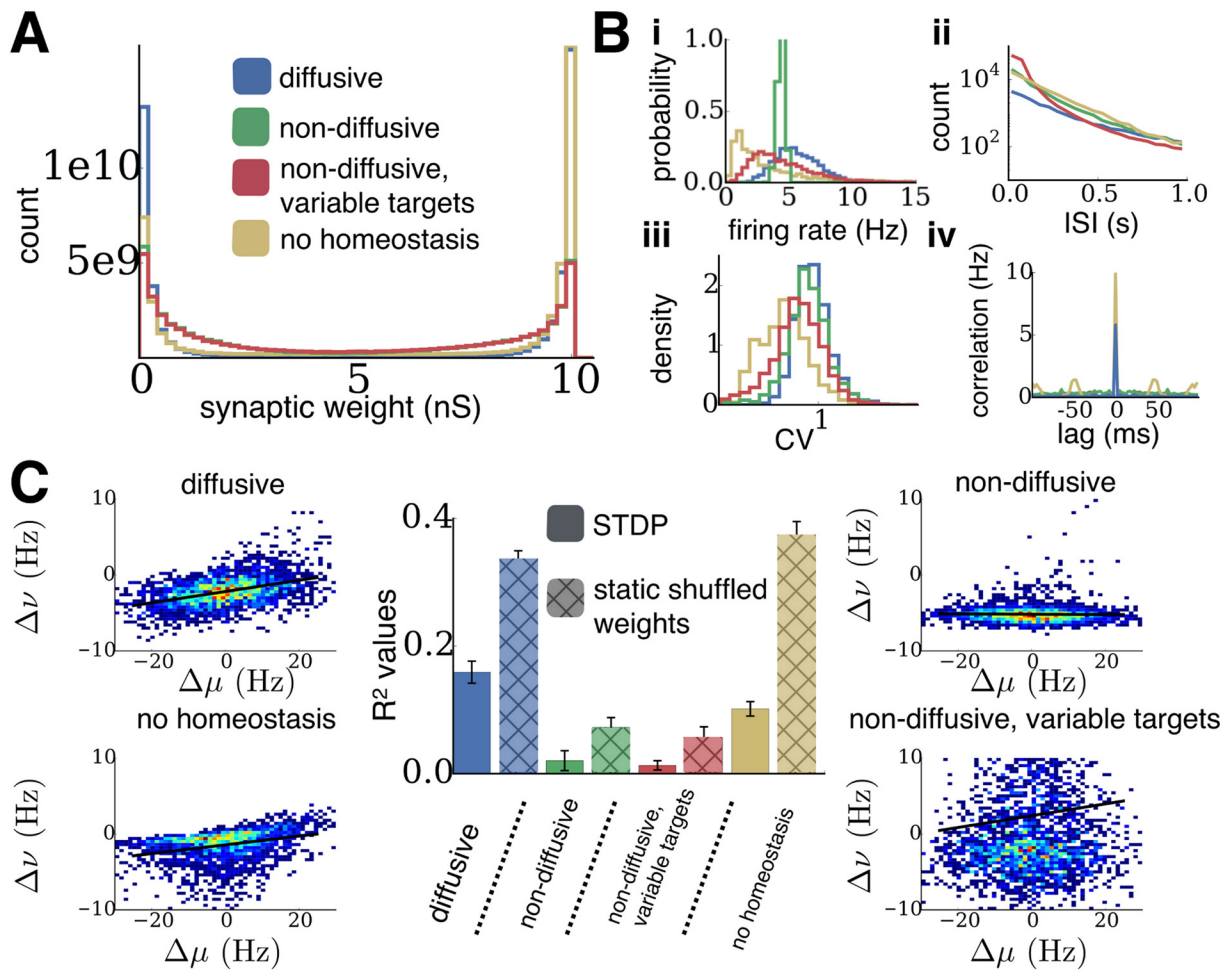 A
count
1e10
5e9
0
5
10
synaptic weight (nS)
diffusive
non-diffusive
non-diffusive,
variable targets
no homeostasis
B
i
probability
1.0
0.5
0.0
0
5
10
15
firing rate (Hz)
ii
count
10⁴
10²
0.0
0.5
1.0
ISI (s)
iii
density
2
1
0
1
CV
iv
correlation (Hz)
10
5
0
-50
0
50
lag (ms)
C
diffusive
Δν (Hz)
10
0
−10
−20
0
20
Δμ (Hz)
no homeostasis
Δν (Hz)
10
0
−10
−20
0
20
Δμ (Hz)
R² values
0.4
0.2
0.0
STDP
static shuffled
weights
diffusive
non-diffusive
non-diffusive,
variable targets
no homeostasis
non-diffusive
Δν (Hz)
10
0
−10
−20
0
20
Δμ (Hz)
non-diffusive, variable targets
Δν (Hz)
10
0
−10
−20
0
20
Δμ (Hz)